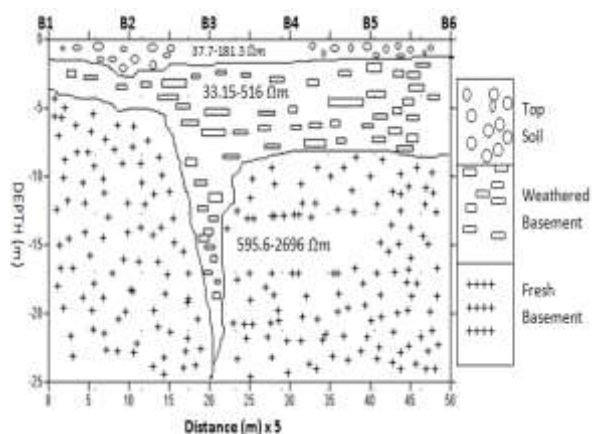 B1 B2 B3 B4 B5 B6
0
37.7-181.3 Ωm
33.15-516 Ωm
-5
-10
595.6-2696 Ωm
-15
-20
-25
DEPTH (m)
0 5 10 15 20 25 30 35 40 45 50
Distance (m) x 5
Top
Soil
Weathered
Basement
Fresh
Basement